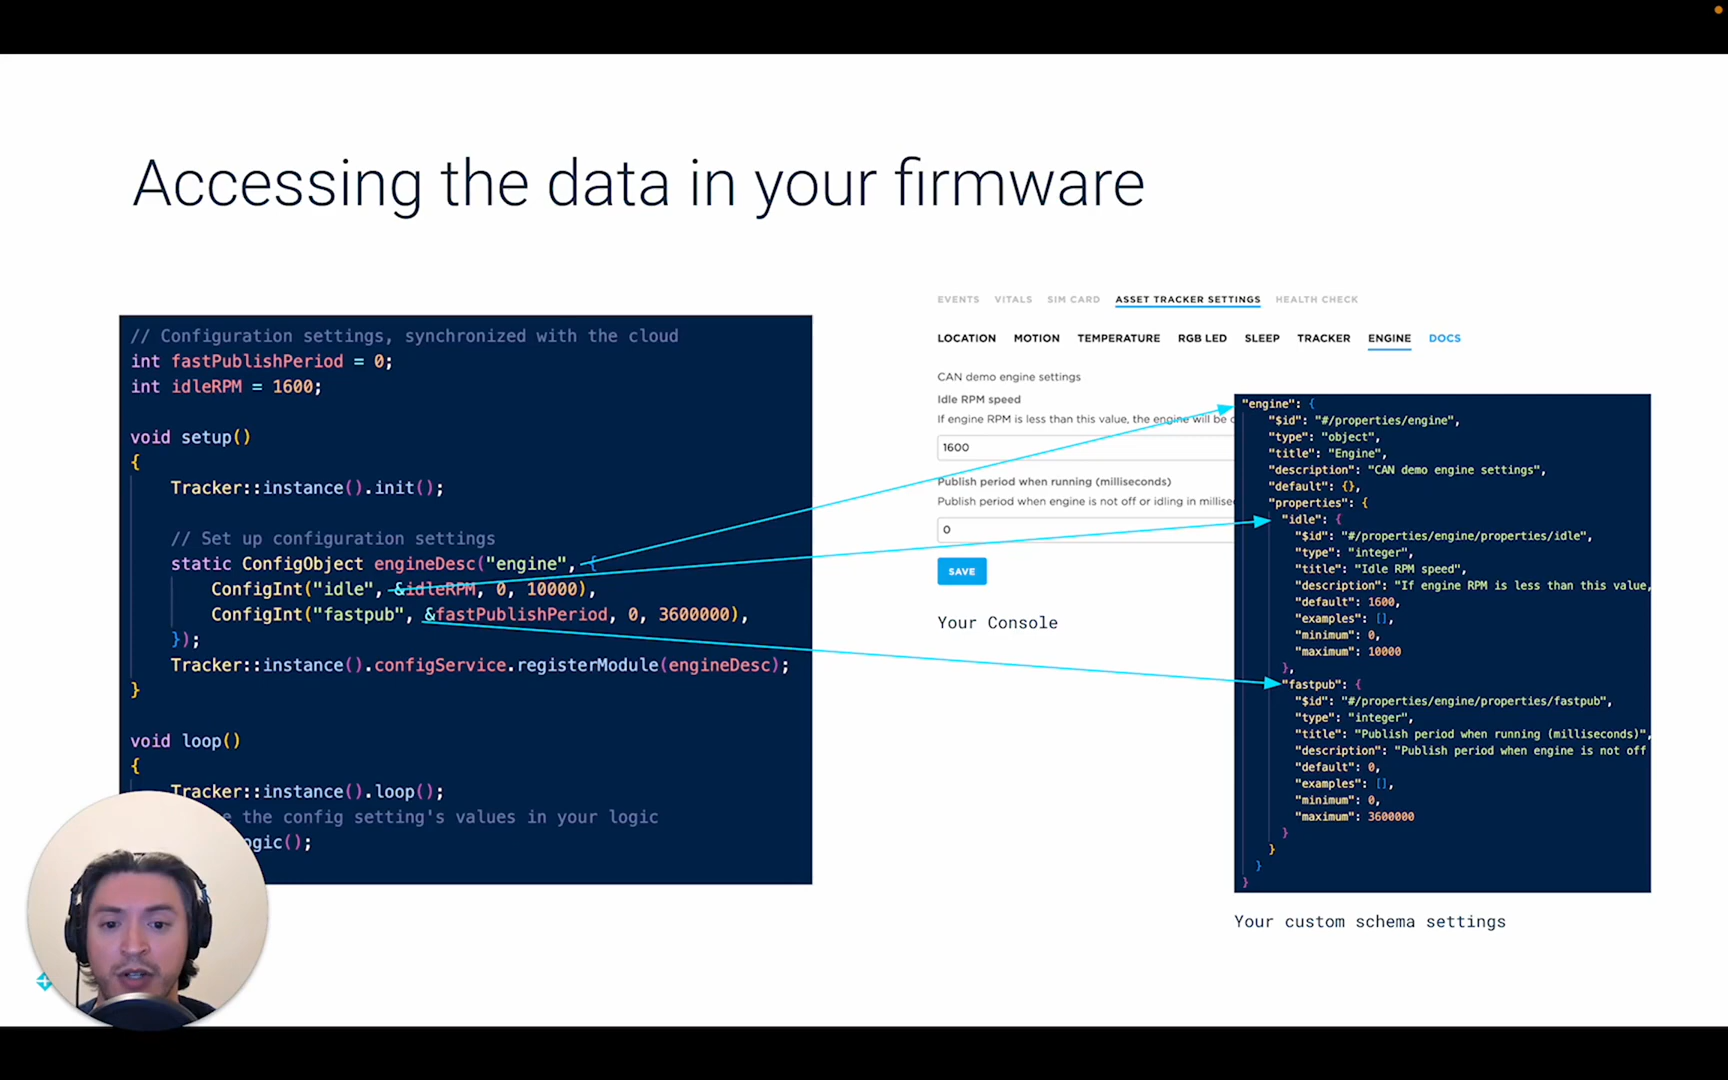 Accessing the data in your firmware
// Configuration settings, synchronized with the cloud
int fastPublishPeriod = 0;
int idleRPM = 1600;
void setup()
{
Tracker::instance().init();
// Set up configuration settings
static ConfigObject engineDesc("engine", {
ConfigInt("idle", &idleRPM, 0, 10000),
ConfigInt("fastpub", &fastPublishPeriod, 0, 3600000),
});
Tracker::instance().configService.registerModule(engineDesc);
}
void loop()
{
Tracker::instance().loop();
the config setting's values in your logic
();
EVENTS VITALS SIM CARD ASSET TRACKER SETTINGS HEALTH CHECK
LOCATION MOTION TEMPERATURE RGB LED SLEEP TRACKER ENGINE DOCS
CAN demo engine settings
Idle RPM speed
If engine RPM is less than this value, the engine will be
1600
Publish period when running (milliseconds)
Publish period when engine is not off or idling in millise
0
SAVE
Your Console
"engine": {
"$id": "#/properties/engine",
"type": "object",
"title": "Engine",
"description": "CAN demo engine settings",
"default": {},
"properties": {
"idle": {
"$id": "#/properties/engine/properties/idle",
"type": "integer",
"title": "Idle RPM speed",
"description": "If engine RPM is less than this value,
"default": 1600,
"examples": [],
"minimum": 0,
"maximum": 10000
},
"fastpub": {
"$id": "#/properties/engine/properties/fastpub",
"type": "integer",
"title": "Publish period when running (milliseconds)",
"description": "Publish period when engine is not off
"default": 0,
"examples": [],
"minimum": 0,
"maximum": 3600000
}
}
}
}
Your custom schema settings